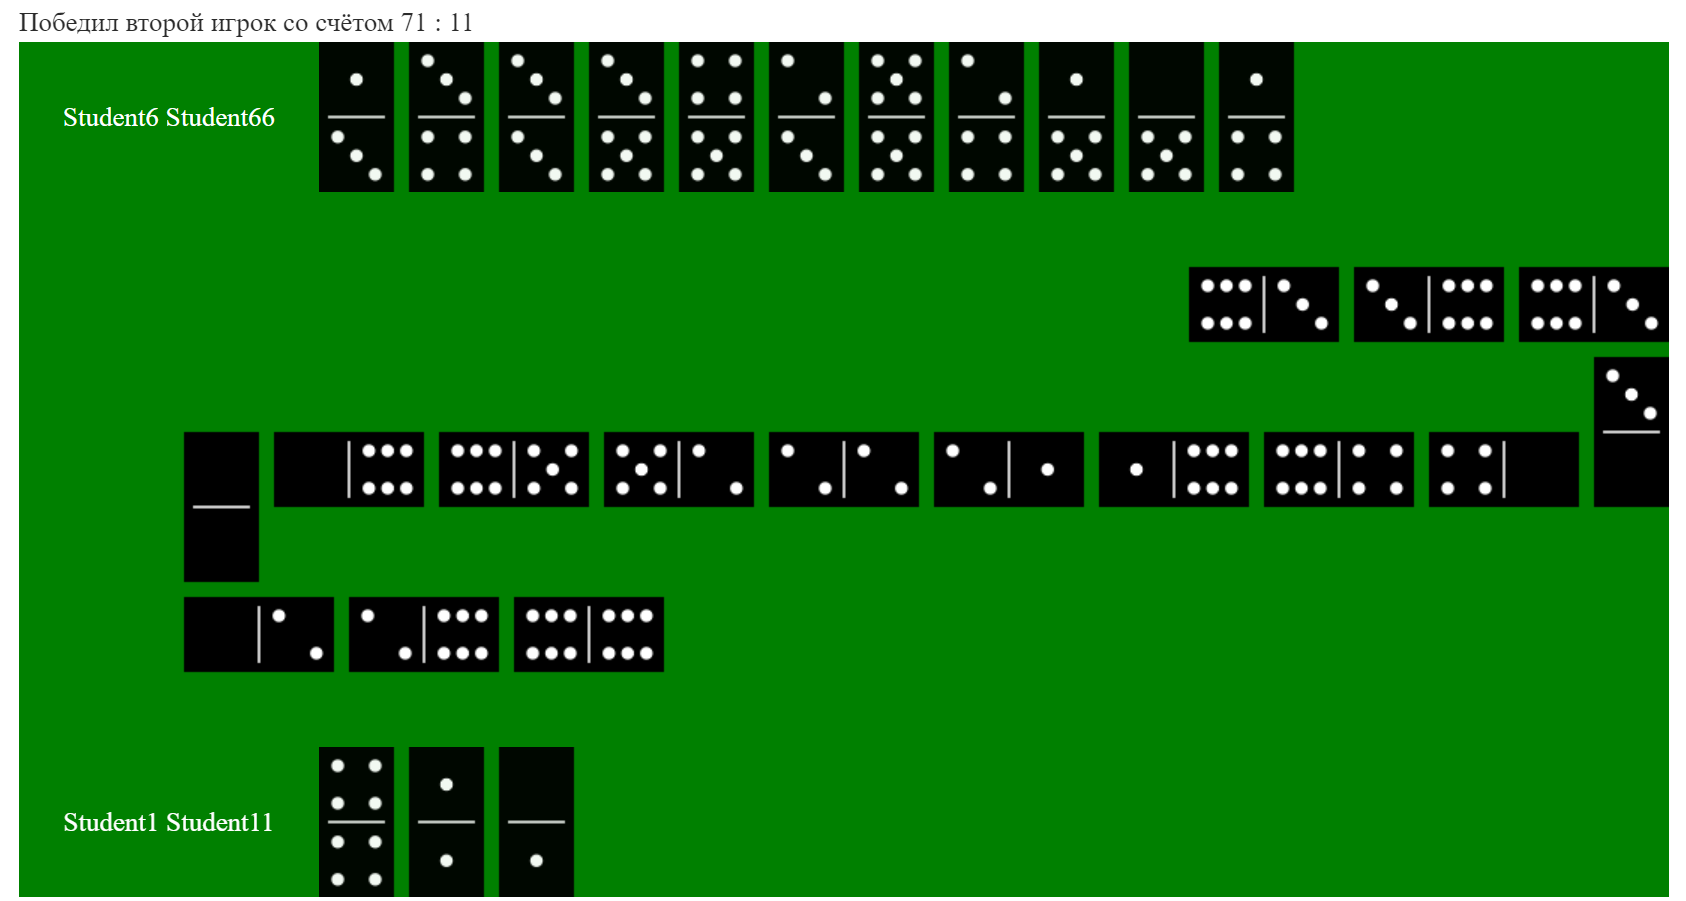 Победил второй игрок со счётом 71 : 11
Student6 Student66
Student1 Student11